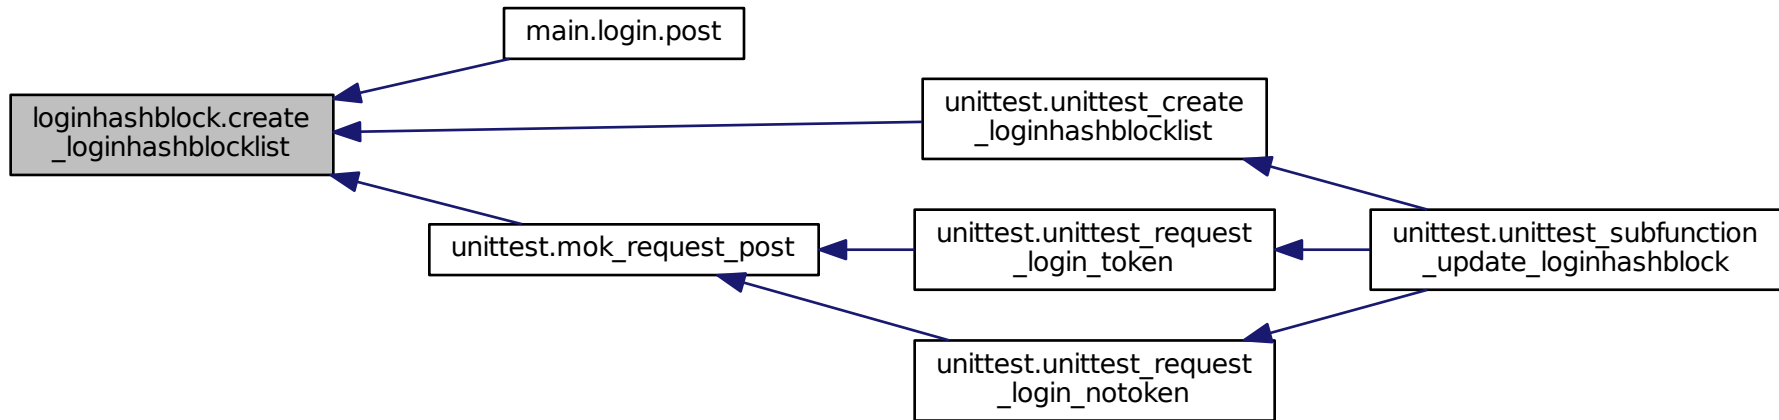 main.login.post
loginhashblock.create
_loginhashblocklist
unittest.unittest_create
_loginhashblocklist
unittest.mok_request_post
unittest.unittest_request
_login_token
unittest.unittest_subfunction
_update_loginhashblock
unittest.unittest_request
_login_notoken